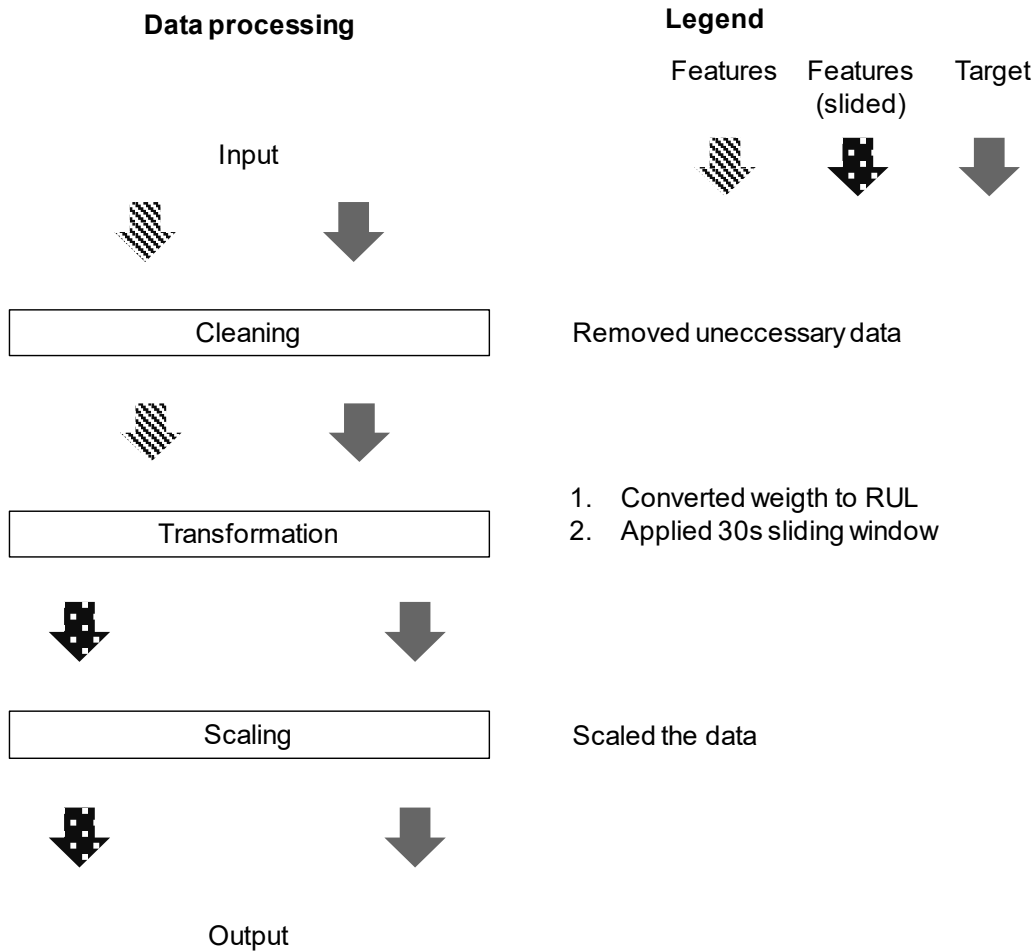 Data processing
Legend
Features
Features
(slided)
Target
Input
Cleaning
Removed uneccessary data
Transformation
1. Converted weigth to RUL
2. Applied 30s sliding window
Scaling
Scaled the data
Output